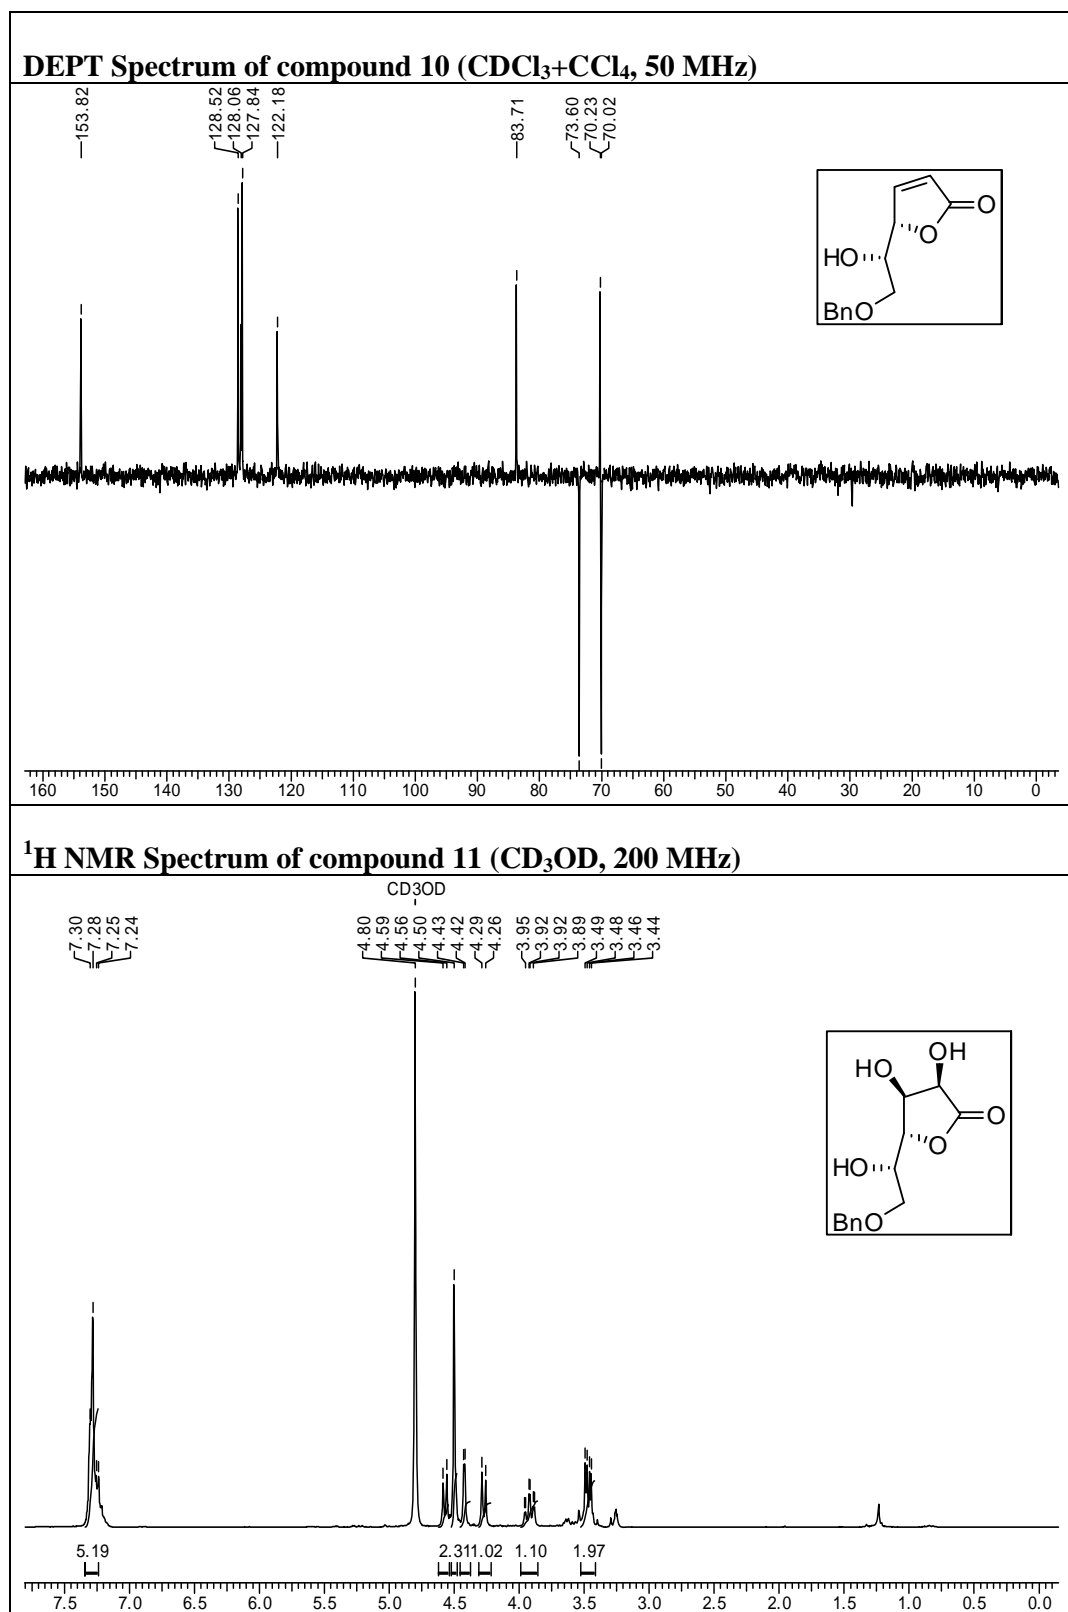 DEPT Spectrum of compound 10 (CDCl₃+CCl₄, 50 MHz)
153.82
128.52
128.06
127.84
122.18
83.71
73.60
70.23
70.02
O
O
HO
BnO
160 150 140 130 120 110 100 90 80 70 60 50 40 30 20 10 0
¹H NMR Spectrum of compound 11 (CD₃OD, 200 MHz)
CD3OD
7.30
7.28
7.25
7.24
4.80
4.59
4.56
4.50
4.43
4.42
4.29
4.26
3.95
3.92
3.92
3.89
3.49
3.48
3.46
3.44
OH
HO
O
O
HO
BnO
5.19 2.31 1.02 1.10 1.97
7.5 7.0 6.5 6.0 5.5 5.0 4.5 4.0 3.5 3.0 2.5 2.0 1.5 1.0 0.5 0.0